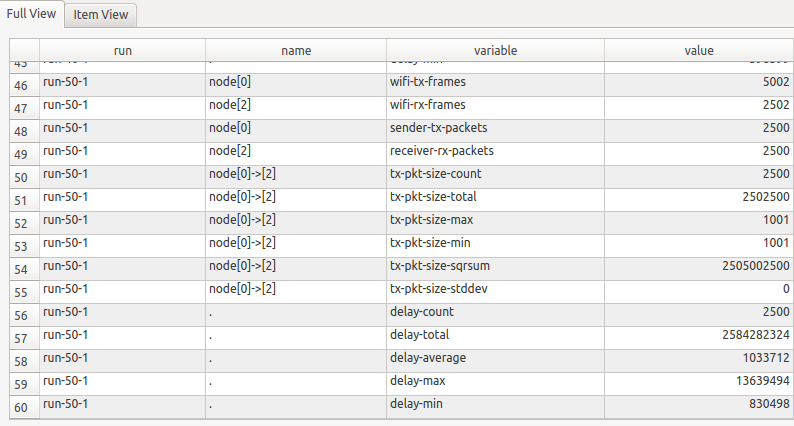 Full View Item View
run name variable value
46 run-50-1 node[0] wifi-tx-frames 5002
47 run-50-1 node[2] wifi-rx-frames 2502
48 run-50-1 node[0] sender-tx-packets 2500
49 run-50-1 node[2] receiver-rx-packets 2500
50 run-50-1 node[0]->[2] tx-pkt-size-count 2500
51 run-50-1 node[0]->[2] tx-pkt-size-total 2502500
52 run-50-1 node[0]->[2] tx-pkt-size-max 1001
53 run-50-1 node[0]->[2] tx-pkt-size-min 1001
54 run-50-1 node[0]->[2] tx-pkt-size-sqrsum 2505002500
55 run-50-1 node[0]->[2] tx-pkt-size-stddev 0
56 run-50-1 . delay-count 2500
57 run-50-1 . delay-total 2584282324
58 run-50-1 . delay-average 1033712
59 run-50-1 . delay-max 13639494
60 run-50-1 . delay-min 830498